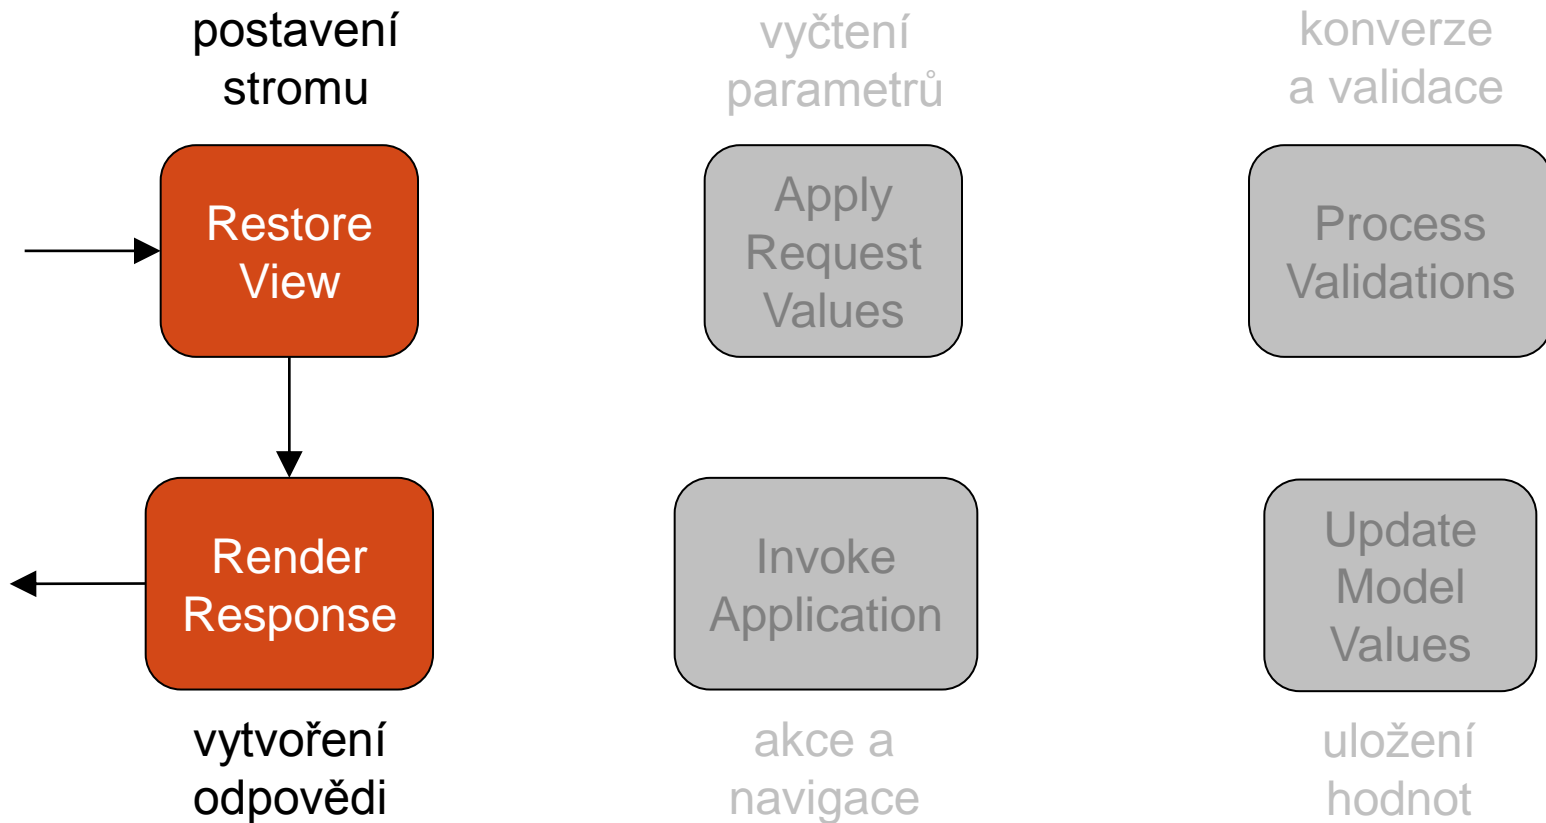 postavení
stromu
vyčtení
parametrů
konverze
a validace
Restore
View
Apply
Request
Values
Process
Validations
Render
Response
Invoke
Application
Update
Model
Values
vytvoření
odpovědi
akce a
navigace
uložení
hodnot